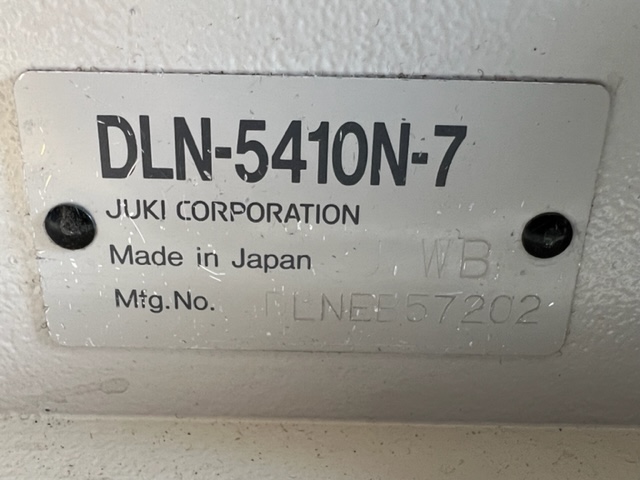 DLN-5410N-7
JUKI CORPORATION
Made in Japan WB
Mfg.No.